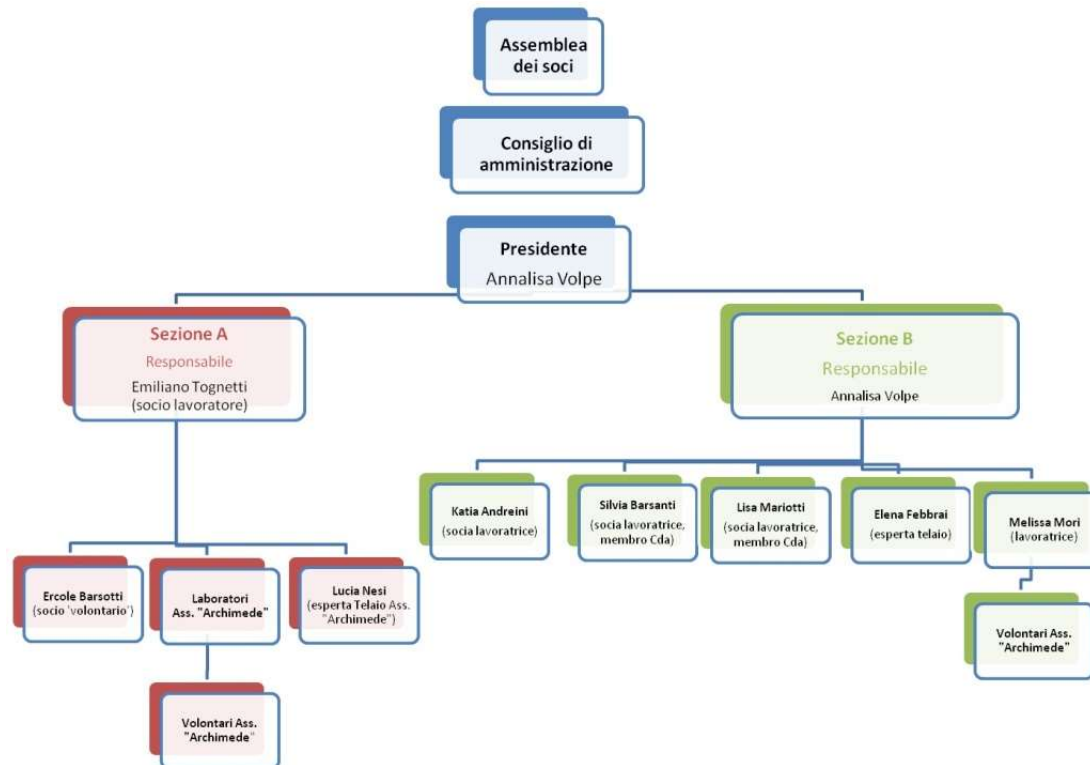 Assemblea
dei soci
Consiglio di
amministrazione
Presidente
Annalisa Volpe
Sezione A
Responsabile
Emiliano Tognetti
(socio lavoratore)
Sezione B
Responsabile
Annalisa Volpe
Katia Andreini
(socia lavoratrice)
Silvia Barsanti
(socia lavoratrice,
membro Cda)
Lisa Mariotti
(socia lavoratrice,
membro Cda)
Elena Febbrai
(esperta telaio)
Melissa Mori
(lavoratrice)
Ercole Barsotti
(socio 'volontario')
Laboratori
Ass. "Archimede"
Lucia Nesi
(esperta Telaio Ass.
"Archimede")
Volontari Ass.
"Archimede"
Volontari Ass.
"Archimede"